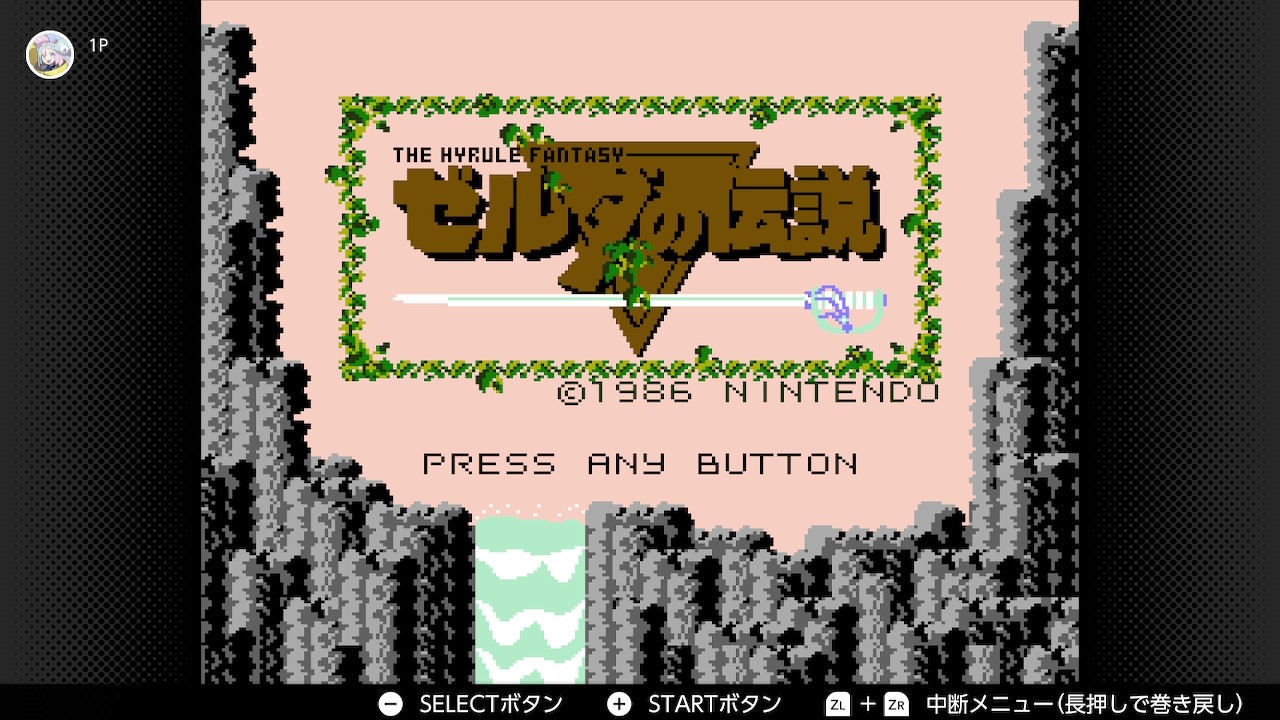 1P
THE HYRULE FANTASY
ゼルダの伝説
©1986 NINTENDO
PRESS ANY BUTTON
− SELECTボタン + STARTボタン ZL + ZR 中断メニュー(長押しで巻き戻し)